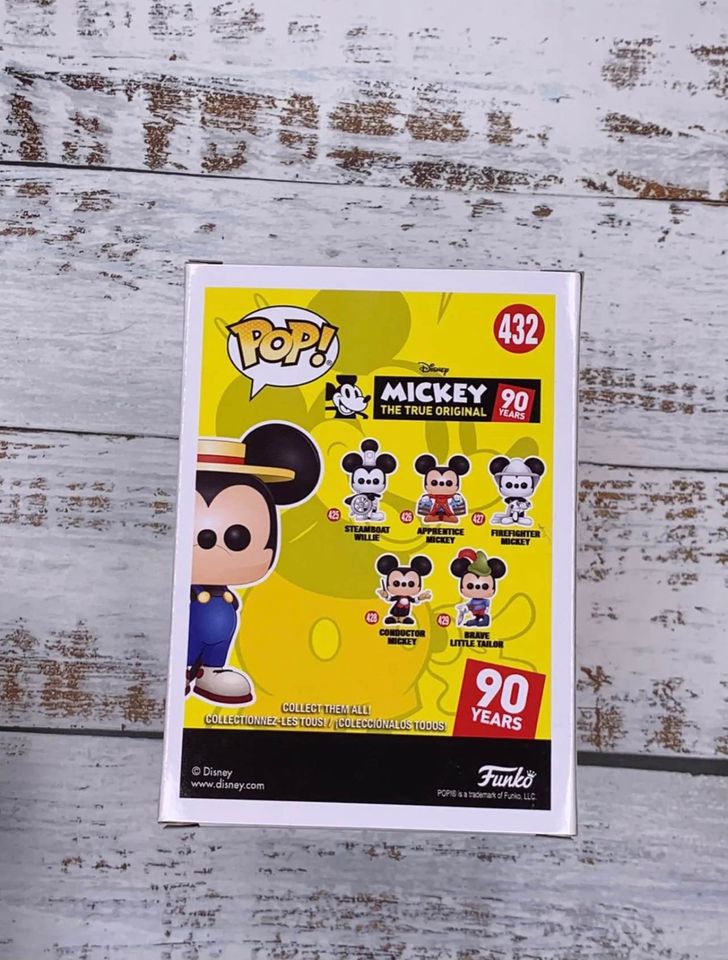 POP!
432
Disney
MICKEY
THE TRUE ORIGINAL
90
YEARS
425
STEAMBOAT
WILLIE
426
APPRENTICE
MICKEY
427
FIREFIGHTER
MICKEY
428
CONDUCTOR
MICKEY
429
BRAVE
LITTLE TAILOR
COLLECT THEM ALL!
COLLECTIONNEZ-LES TOUS! / ¡COLECCIÓNALOS TODOS!
90
YEARS
© Disney
www.disney.com
Funko
POP!® is a trademark of Funko, LLC.